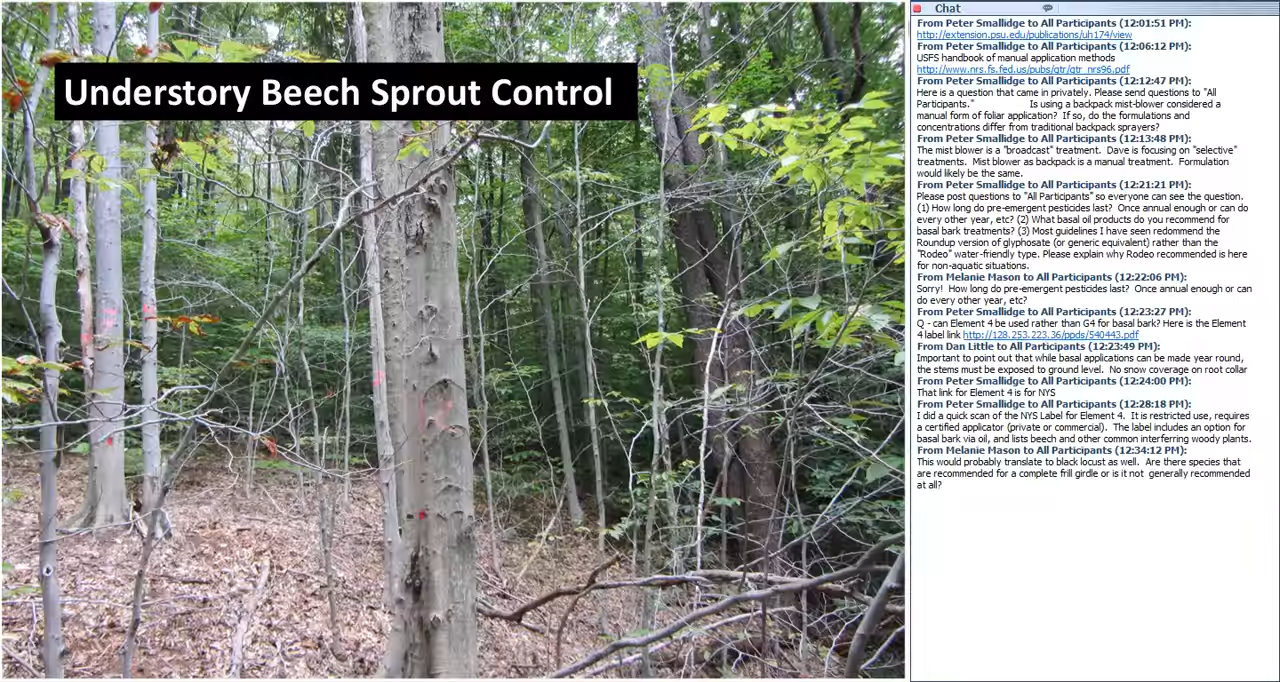 Understory Beech Sprout Control
Chat
From Peter Smallidge to All Participants (12:01:51 PM):
http://extension.psu.edu/publications/uh174/view
From Peter Smallidge to All Participants (12:06:12 PM):
USFS handbook of manual application methods
http://www.nrs.fs.fed.us/pubs/gtr/gtr_nrs96.pdf
From Peter Smallidge to All Participants (12:12:47 PM):
Here is a question that came in privately. Please send questions to "All
Participants." Is using a backpack mist-blower considered a
manual form of foliar application? If so, do the formulations and
concentrations differ from traditional backpack sprayers?
From Peter Smallidge to All Participants (12:13:48 PM):
The mist blower is a "broadcast" treatment. Dave is focusing on "selective"
treatments. Mist blower as backpack is a manual treatment. Formulation
would likely be the same.
From Peter Smallidge to All Participants (12:21:21 PM):
Please post questions to "All Participants" so everyone can see the question.
(1) How long do pre-emergent pesticides last? Once annual enough or can do
every other year, etc? (2) What basal oil products do you recommend for
basal bark treatments? (3) Most guidelines I have seen redommend the
Roundup version of glyphosate (or generic equivalent) rather than the
"Rodeo" water-friendly type. Please explain why Rodeo recommended is here
for non-aquatic situations.
From Melanie Mason to All Participants (12:22:06 PM):
Sorry! How long do pre-emergent pesticides last? Once annual enough or can
do every other year, etc?
From Peter Smallidge to All Participants (12:23:27 PM):
Q - can Element 4 be used rather than G4 for basal bark? Here is the Element
4 label link http://128.253.223.36/ppds/540443.pdf
From Dan Little to All Participants (12:23:49 PM):
Important to point out that while basal applications can be made year round,
the stems must be exposed to ground level. No snow coverage on root collar
From Peter Smallidge to All Participants (12:24:00 PM):
That link for Element 4 is for NYS
From Peter Smallidge to All Participants (12:28:18 PM):
I did a quick scan of the NYS Label for Element 4. It is restricted use, requires
a certified applicator (private or commercial). The label includes an option for
basal bark via oil, and lists beech and other common interfering woody plants.
From Melanie Mason to All Participants (12:34:12 PM):
This would probably translate to black locust as well. Are there species that
are recommended for a complete frill girdle or is it not generally recommended
at all?